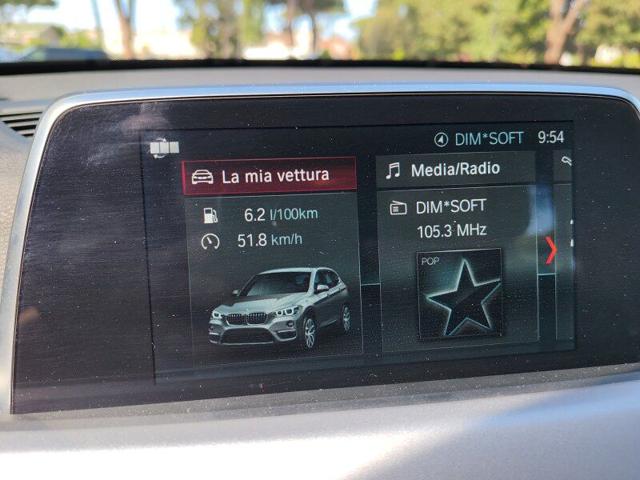 DIM*SOFT 9:54
La mia vettura
Media/Radio
6.2 l/100km
51.8 km/h
DIM*SOFT
105.3 MHz
POP